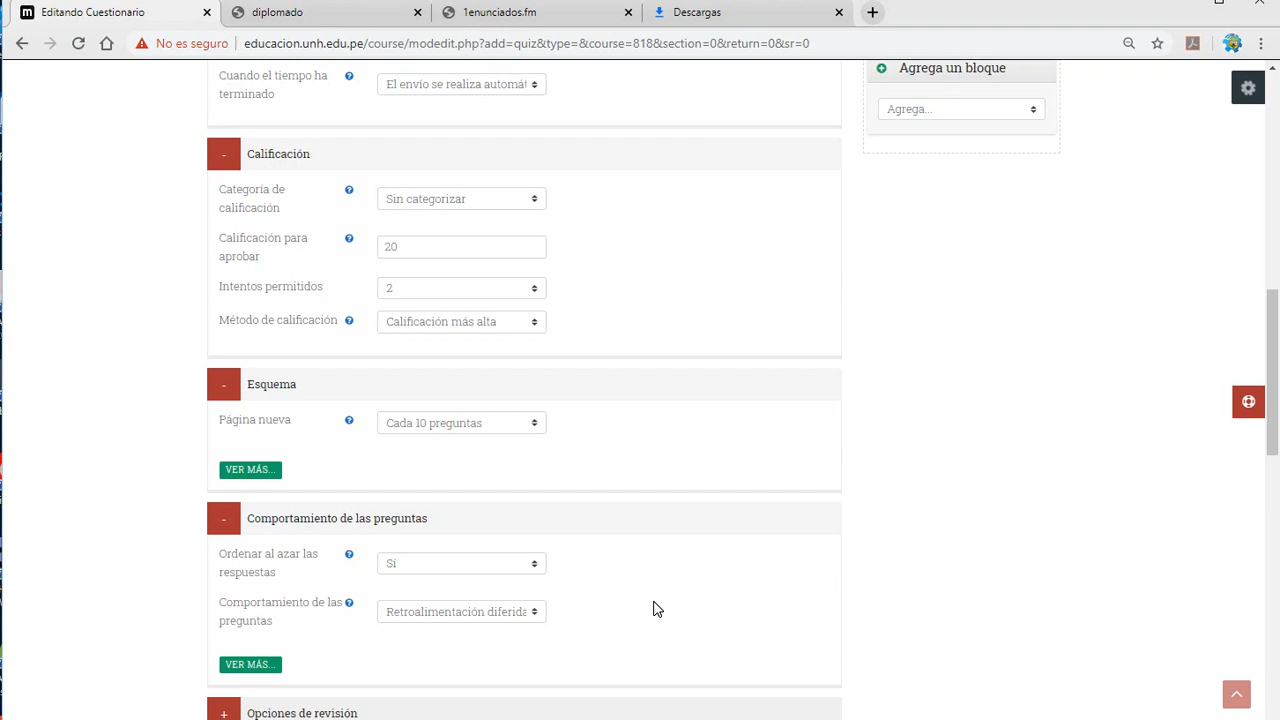 Editando Cuestionario
diplomado
1enunciados.fm
Descargas
No es seguro
educacion.unh.edu.pe/course/modedit.php?add=quiz&type=&course=818&section=0&return=0&sr=0
Cuando el tiempo ha
terminado
El envío se realiza automát
Agrega un bloque
Agrega...
- Calificación
Categoría de
calificación
Sin categorizar
Calificación para
aprobar
20
Intentos permitidos
2
Método de calificación
Calificación más alta
- Esquema
Página nueva
Cada 10 preguntas
VER MÁS...
- Comportamiento de las preguntas
Ordenar al azar las
respuestas
Sí
Comportamiento de las
preguntas
Retroalimentación diferida
VER MÁS...
+ Opciones de revisión